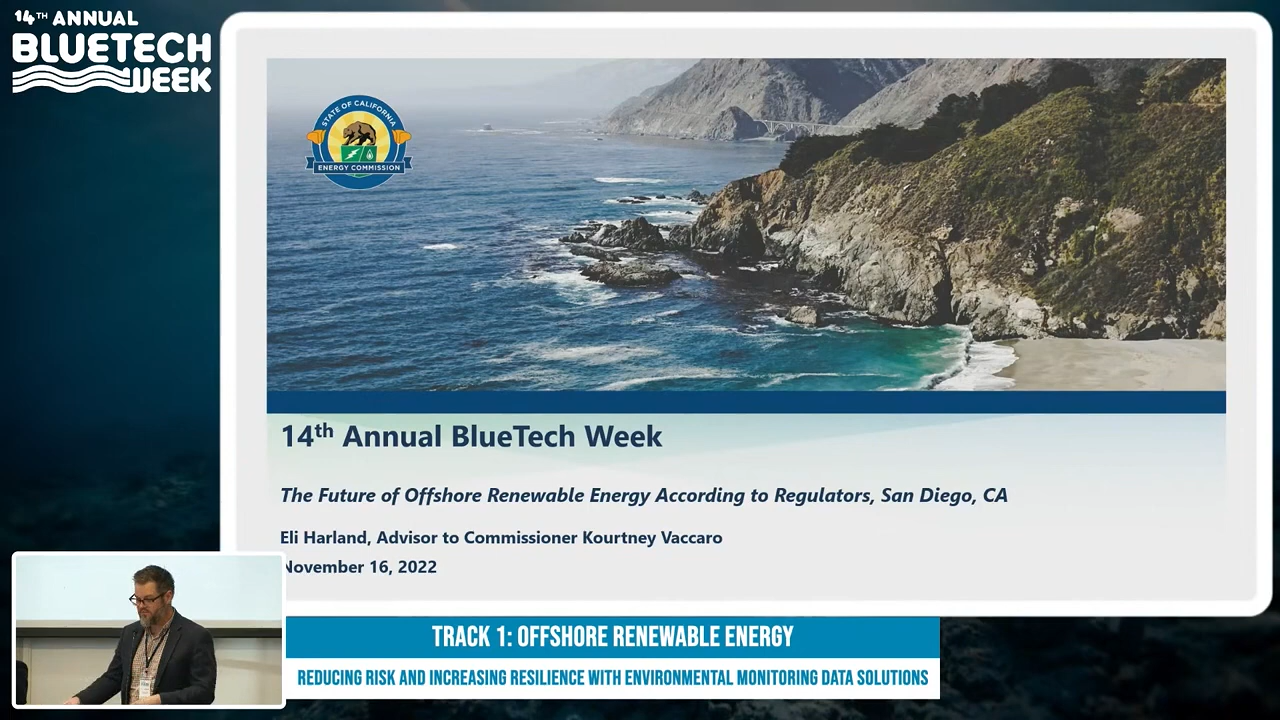 14TH ANNUAL
BLUETECH
WEEK
STATE OF CALIFORNIA
ENERGY COMMISSION
14th Annual BlueTech Week
The Future of Offshore Renewable Energy According to Regulators, San Diego, CA
Eli Harland, Advisor to Commissioner Kourtney Vaccaro
November 16, 2022
TRACK 1: OFFSHORE RENEWABLE ENERGY
REDUCING RISK AND INCREASING RESILIENCE WITH ENVIRONMENTAL MONITORING DATA SOLUTIONS